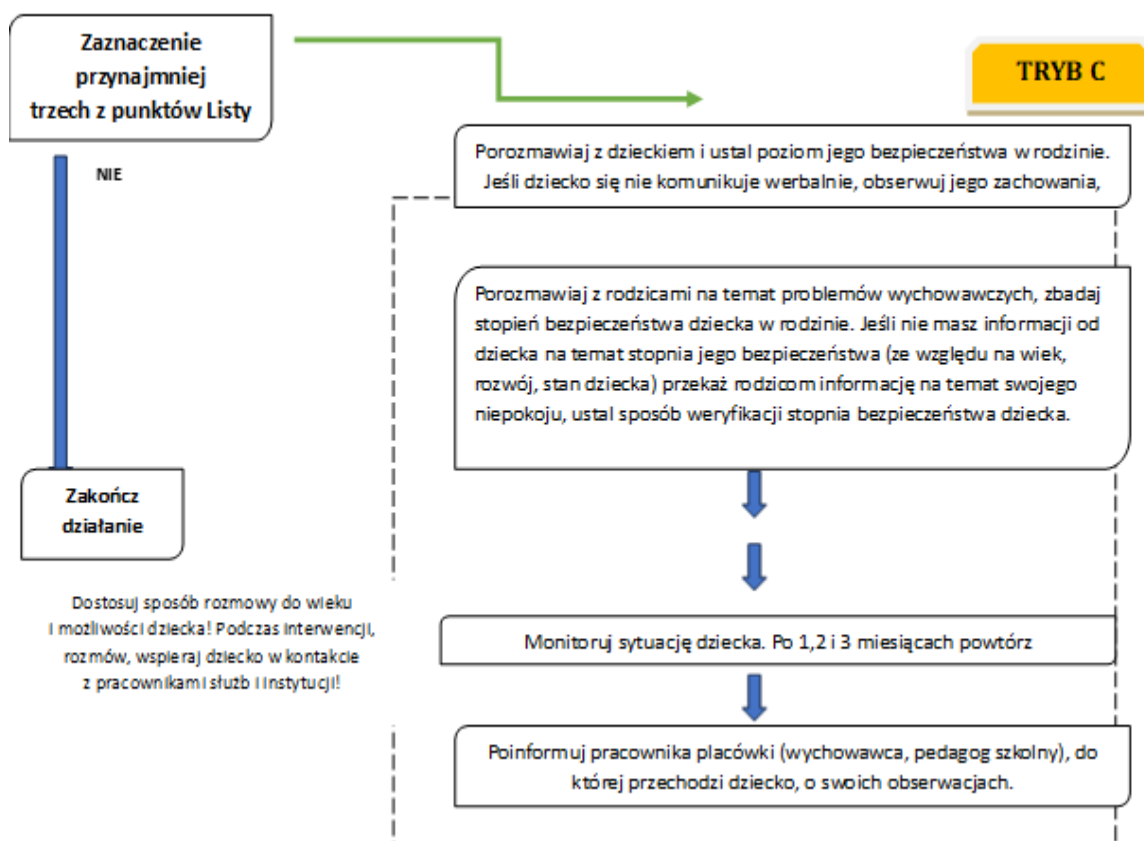 Zaznaczenie
przynajmniej
trzech z punktów Listy
TRYB C
NIE
Porozmawiaj z dzieckiem i ustal poziom jego bezpieczeństwa w rodzinie.
Jeśli dziecko się nie komunikuje werbalnie, obserwuj jego zachowania,
Porozmawiaj z rodzicami na temat problemów wychowawczych, zbadaj
stopień bezpieczeństwa dziecka w rodzinie. Jeśli nie masz informacji od
dziecka na temat stopnia jego bezpieczeństwa (ze względu na wiek,
rozwój, stan dziecka) przekaż rodzicom informację na temat swojego
niepokoju, ustal sposób weryfikacji stopnia bezpieczeństwa dziecka.
Zakończ
działanie
Dostosuj sposób rozmowy do wieku
i możliwości dziecka! Podczas interwencji,
rozmów, wspieraj dziecko w kontakcie
z pracownikami służb i instytucji!
Monitoruj sytuację dziecka. Po 1,2 i 3 miesiącach powtórz
Poinformuj pracownika placówki (wychowawca, pedagog szkolny), do
której przechodzi dziecko, o swoich obserwacjach.